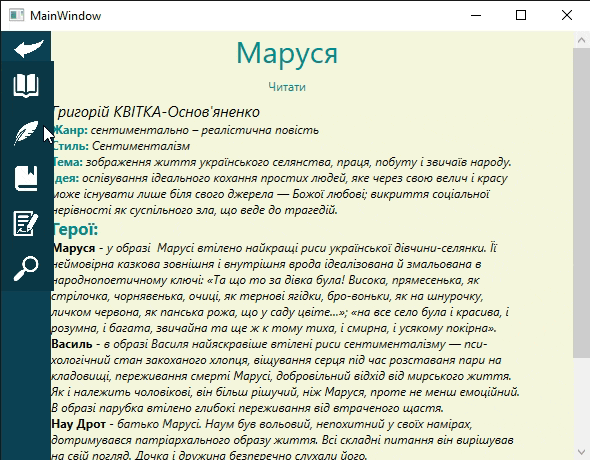 MainWindow
Маруся
Читати
Григорій КВІТКА-Основ'яненко
Жанр: сентиментально – реалістична повість
Стиль: Сентименталізм
Тема: зображення життя українського селянства, праця, побуту і звичаїв народу.
Ідея: оспівування ідеального кохання простих людей, яке через свою велич і красу
може існувати лише біля свого джерела — Божої любові; викриття соціальної
нерівності як суспільного зла, що веде до трагедій.
Герої:
Маруся - у образі Марусі втілено найкращі риси української дівчини-селянки. Її
неймовірна казкова зовнішня і внутрішня врода ідеалізована й змальована в
народнопоетичному ключі: «Та що то за дівка була! Висока, прямесенька, як
стрілочка, чорнявенька, очиці, як тернові ягідки, бро-воньки, як на шнурочку,
личком червона, як панська рожа, що у саду цвіте...»; «на все село була і красива, і
розумна, і багата, звичайна та ще ж к тому тиха, і смирна, і усякому покірна».
Василь - в образі Василя найяскравіше втілені риси сентименталізму — пси-
хологічний стан закоханого хлопця, віщування серця під час розставаня пари на
кладовищі, переживання смерті Марусі, добровільний відхід від мирського життя.
Як і належить чоловікові, він більш рішучий, ніж Маруся, проте не менш емоційний.
В образі парубка втілено глибокі переживання від втраченого щастя.
Нау Дрот - батько Марусі. Наум був вольовий, непохитний у своїх намірах,
дотримувався патріархального образу життя. Всі складні питання він вирішував
на свій погляд. Дочка і дружина безперечно слухали його.